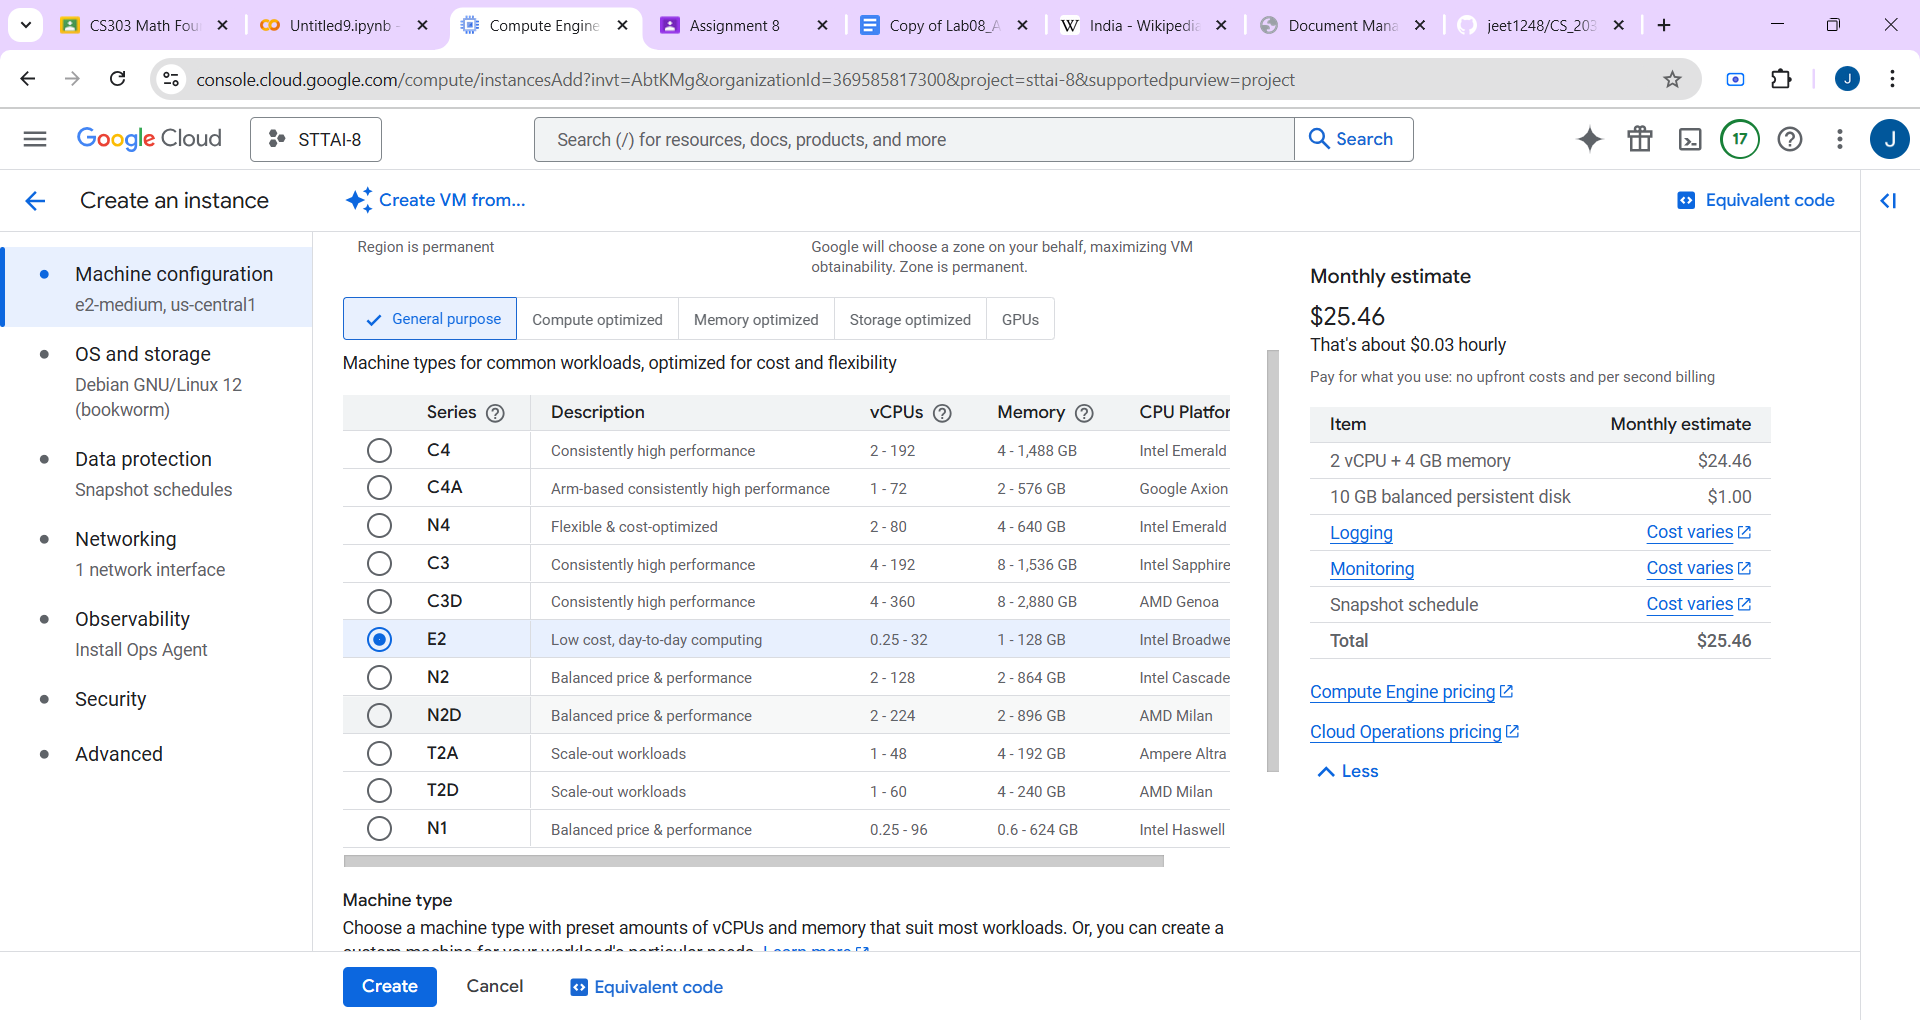 CS303 Math Fou
Untitled9.ipynb -
Compute Engine
Assignment 8
Copy of Lab08_A
India - Wikipedia
Document Mana
jeet1248/CS_203
console.cloud.google.com/compute/instancesAdd?invt=AbtKMg&organizationId=369585817300&project=sttai-8&supportedpurview=project
J
Google Cloud
STTAI-8
Search (/) for resources, docs, products, and more
Search
17
J
Create an instance
Create VM from...
Equivalent code
Machine configuration
e2-medium, us-central1
OS and storage
Debian GNU/Linux 12
(bookworm)
Data protection
Snapshot schedules
Networking
1 network interface
Observability
Install Ops Agent
Security
Advanced
Region is permanent
Google will choose a zone on your behalf, maximizing VM
obtainability. Zone is permanent.
General purpose
Compute optimized
Memory optimized
Storage optimized
GPUs
Machine types for common workloads, optimized for cost and flexibility
Series Description vCPUs Memory CPU Platfor
C4 Consistently high performance 2 - 192 4 - 1,488 GB Intel Emerald
C4A Arm-based consistently high performance 1 - 72 2 - 576 GB Google Axion
N4 Flexible & cost-optimized 2 - 80 4 - 640 GB Intel Emerald
C3 Consistently high performance 4 - 192 8 - 1,536 GB Intel Sapphire
C3D Consistently high performance 4 - 360 8 - 2,880 GB AMD Genoa
E2 Low cost, day-to-day computing 0.25 - 32 1 - 128 GB Intel Broadwe
N2 Balanced price & performance 2 - 128 2 - 864 GB Intel Cascade
N2D Balanced price & performance 2 - 224 2 - 896 GB AMD Milan
T2A Scale-out workloads 1 - 48 4 - 192 GB Ampere Altra
T2D Scale-out workloads 1 - 60 4 - 240 GB AMD Milan
N1 Balanced price & performance 0.25 - 96 0.6 - 624 GB Intel Haswell
Machine type
Choose a machine type with preset amounts of vCPUs and memory that suit most workloads. Or, you can create a
custom machine for your workload's particular needs. Learn more
Create
Cancel
Equivalent code
Monthly estimate
$25.46
That's about $0.03 hourly
Pay for what you use: no upfront costs and per second billing
Item Monthly estimate
2 vCPU + 4 GB memory $24.46
10 GB balanced persistent disk $1.00
Logging Cost varies
Monitoring Cost varies
Snapshot schedule Cost varies
Total $25.46
Compute Engine pricing
Cloud Operations pricing
Less